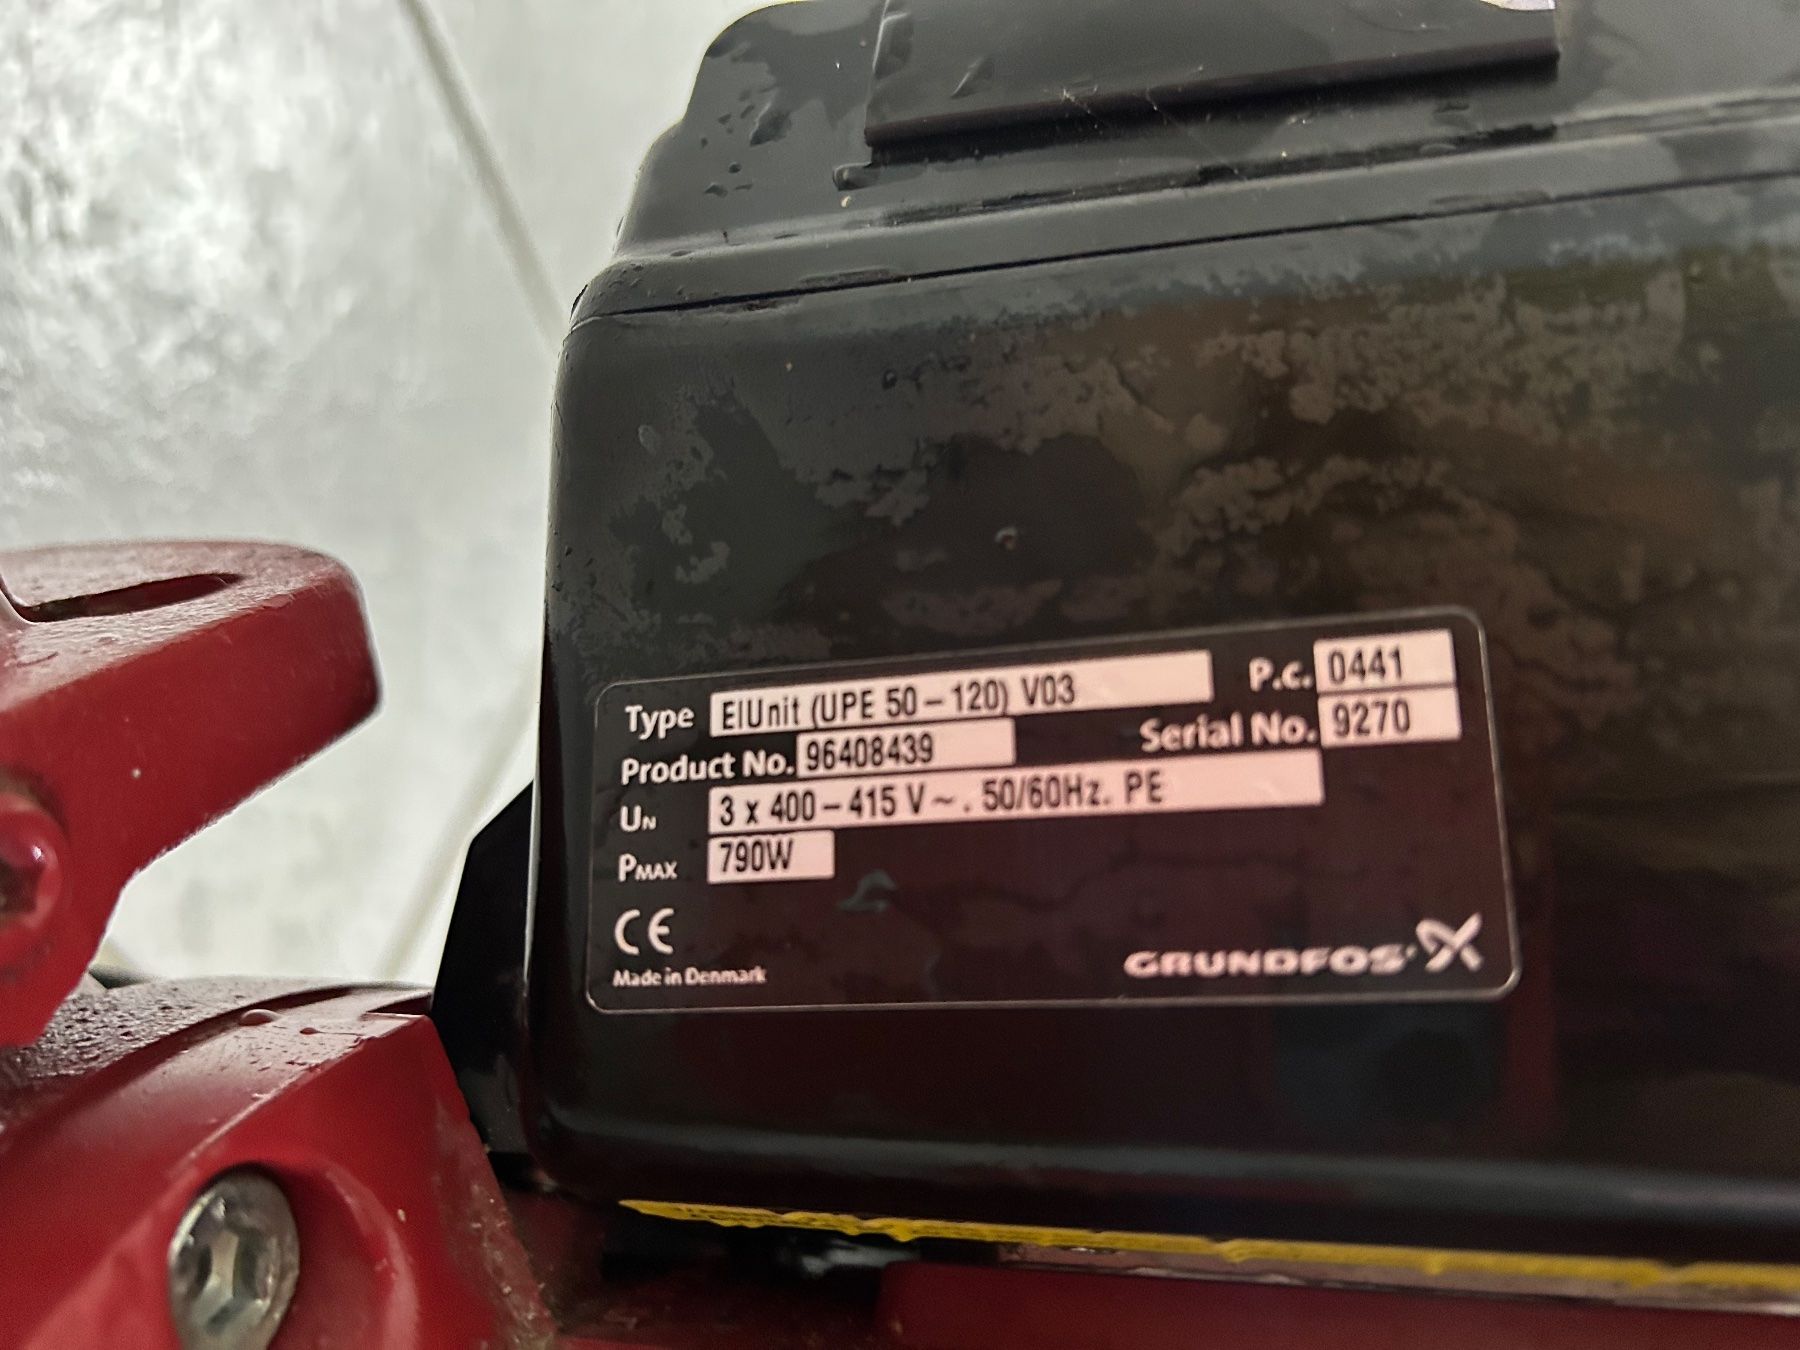 Type ElUnit (UPE 50-120) V03 P.c. 0441
Product No. 96408439 Serial No. 9270
UN 3 x 400-415 V ~. 50/60Hz. PE
PMAX 790W
CE
Made in Denmark GRUNDFOS